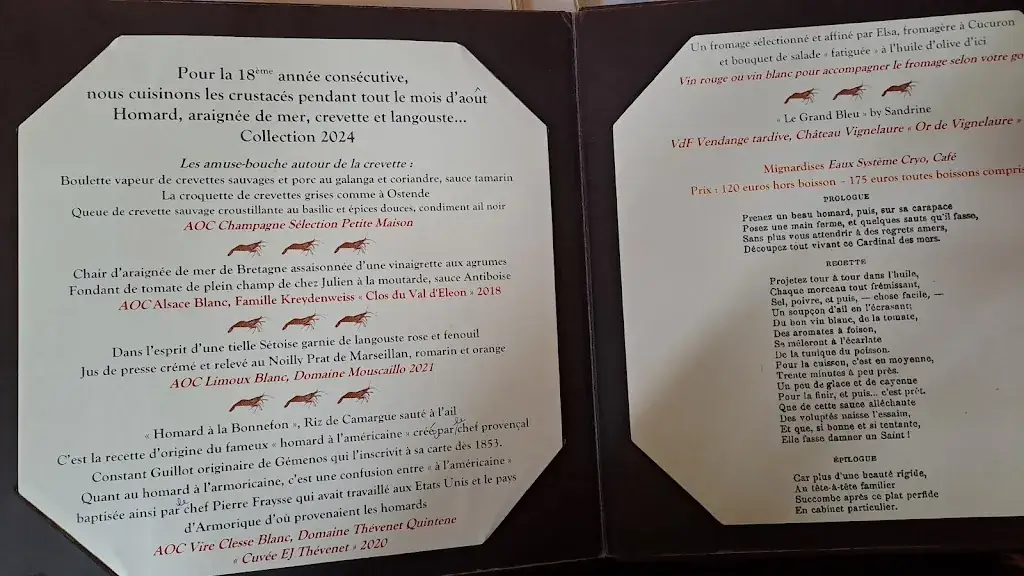 Pour la 18ème année consécutive,
nous cuisinons les crustacés pendant tout le mois d'août
Homard, araignée de mer, crevette et langouste...
Collection 2024
Les amuse-bouche autour de la crevette :
Boulette vapeur de crevettes sauvages et porc au galanga et coriandre, sauce tamarin
La croquette de crevettes grises comme à Ostende
Queue de crevette sauvage croustillante au basilic et épices douces, condiment ail noir
AOC Champagne Sélection Petite Maison
Chair d'araignée de mer de Bretagne assaisonnée d'une vinaigrette aux agrumes
Fondant de tomate de plein champ de chez Julien à la moutarde, sauce Antiboise
AOC Alsace Blanc, Famille Kreydenweiss « Clos du Val d'Eleon » 2018
Dans l'esprit d'une tielle Sétoise garnie de langouste rose et fenouil
Jus de presse crémé et relevé au Noilly Prat de Marseillan, romarin et orange
AOC Limoux Blanc, Domaine Mouscaillo 2021
« Homard à la Bonnefon », Riz de Camargue sauté à l'ail
C'est la recette d'origine du fameux « homard à l'américaine » créée par le chef provençal
Constant Guillot originaire de Gémenos qui l'inscrivit à sa carte dès 1853.
Quant au homard à l'armoricaine, c'est une confusion entre « à l'américaine »
baptisée ainsi par le chef Pierre Fraysse qui avait travaillé aux Etats Unis et le pays
d'Armorique d'où provenaient les homards
AOC Vire Clesse Blanc, Domaine Thévenet Quintene
« Cuvée EJ Thévenet » 2020
Un fromage sélectionné et affiné par Elsa, fromagère à Cucuron
et bouquet de salade « fatiguée » à l'huile d'olive d'ici
Vin rouge ou vin blanc pour accompagner le fromage selon votre
« Le Grand Bleu » by Sandrine
VdF Vendange tardive, Château Vignelaure « Or de Vignelaure »
Mignardises Eaux Système Cryo, Café
Prix : 120 euros hors boisson – 175 euros toutes boissons
PROLOGUE
Prenez un beau homard, puis, sur sa carapace
Posez une main ferme, et quelques sauts qu'il fasse,
Sans plus vous attendrir à des regrets amers,
Découpez tout vivant ce Cardinal des mers.
RECETTE
Projetez tour à tour dans l'huile,
Chaque morceau tout frémissant,
Sel, poivre, et puis, — chose facile, —
Un soupçon d'ail en l'écrasant;
Du bon vin blanc, de la tomate,
Des aromates à foison,
Se mêleront à l'écarlate
De la tunique du poisson.
Pour la cuisson, c'est en moyenne,
Trente minutes à peu près.
Un peu de glace et de cayenne
Pour la finir, et puis... c'est prêt.
Que de cette sauce alléchante
Des voluptés naisse l'essaim,
Et que, si bonne et si tentante,
Elle fasse damner un Saint !
ÉPILOGUE
Car plus d'une beauté rigide,
Au tête-à-tête familier
Succombe après ce plat perfide
En cabinet particulier.